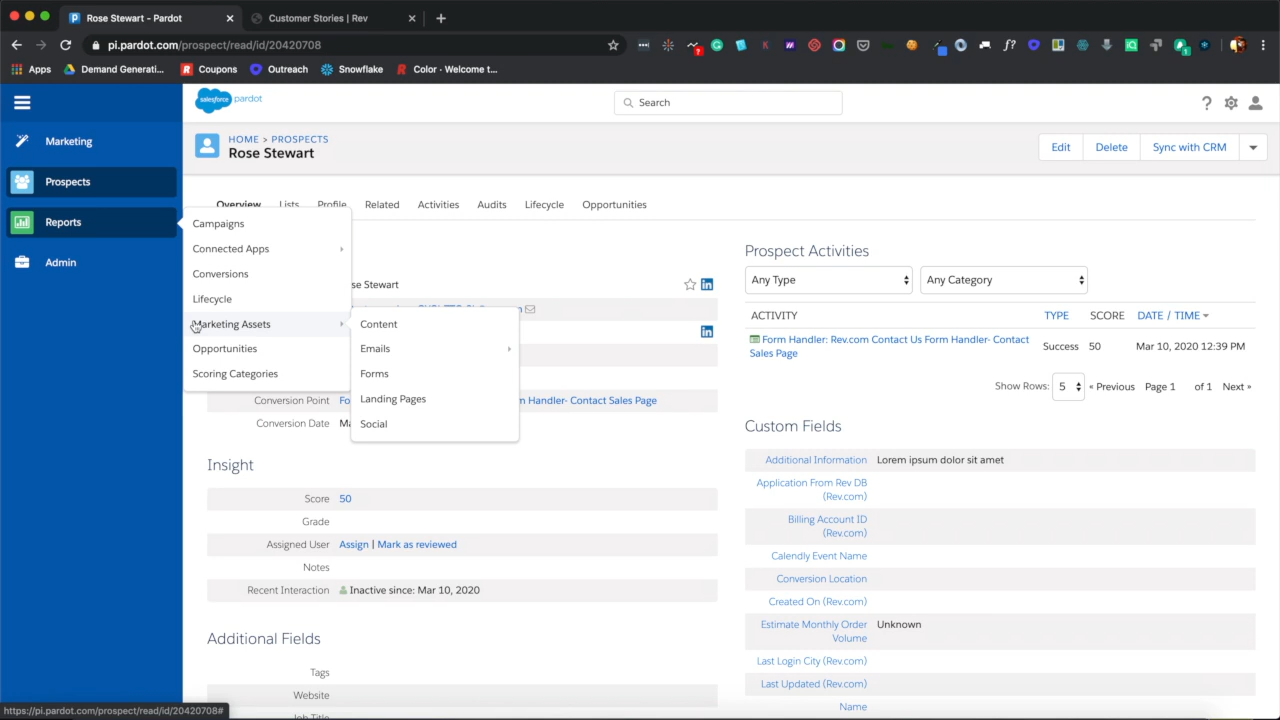 Rose Stewart - Pardot
Customer Stories | Rev
pi.pardot.com/prospect/read/id/20420708
Apps
Demand Generati...
Coupons
Outreach
Snowflake
Color · Welcome t...
salesforce pardot
Search
Marketing
Prospects
Reports
Admin
HOME > PROSPECTS
Rose Stewart
Edit
Delete
Sync with CRM
Overview
Lists
Profile
Related
Activities
Audits
Lifecycle
Opportunities
Campaigns
Connected Apps
Conversions
Lifecycle
Marketing Assets
Opportunities
Scoring Categories
Content
Emails
Forms
Landing Pages
Social
se Stewart
Conversion Point
Fo
m Handler- Contact Sales Page
Conversion Date
Insight
Score 50
Grade
Assigned User Assign | Mark as reviewed
Notes
Recent Interaction Inactive since: Mar 10, 2020
Additional Fields
Tags
Website
Job Title
Prospect Activities
Any Type
Any Category
ACTIVITY TYPE SCORE DATE / TIME
Form Handler: Rev.com Contact Us Form Handler- Contact
Sales Page
Success 50 Mar 10, 2020 12:39 PM
Show Rows: 5 « Previous Page 1 of 1 Next »
Custom Fields
Additional Information Lorem ipsum dolor sit amet
Application From Rev DB
(Rev.com)
Billing Account ID
(Rev.com)
Calendly Event Name
Conversion Location
Created On (Rev.com)
Estimate Monthly Order Unknown
Volume
Last Login City (Rev.com)
Last Updated (Rev.com)
Name
https://pi.pardot.com/prospect/read/id/20420708#